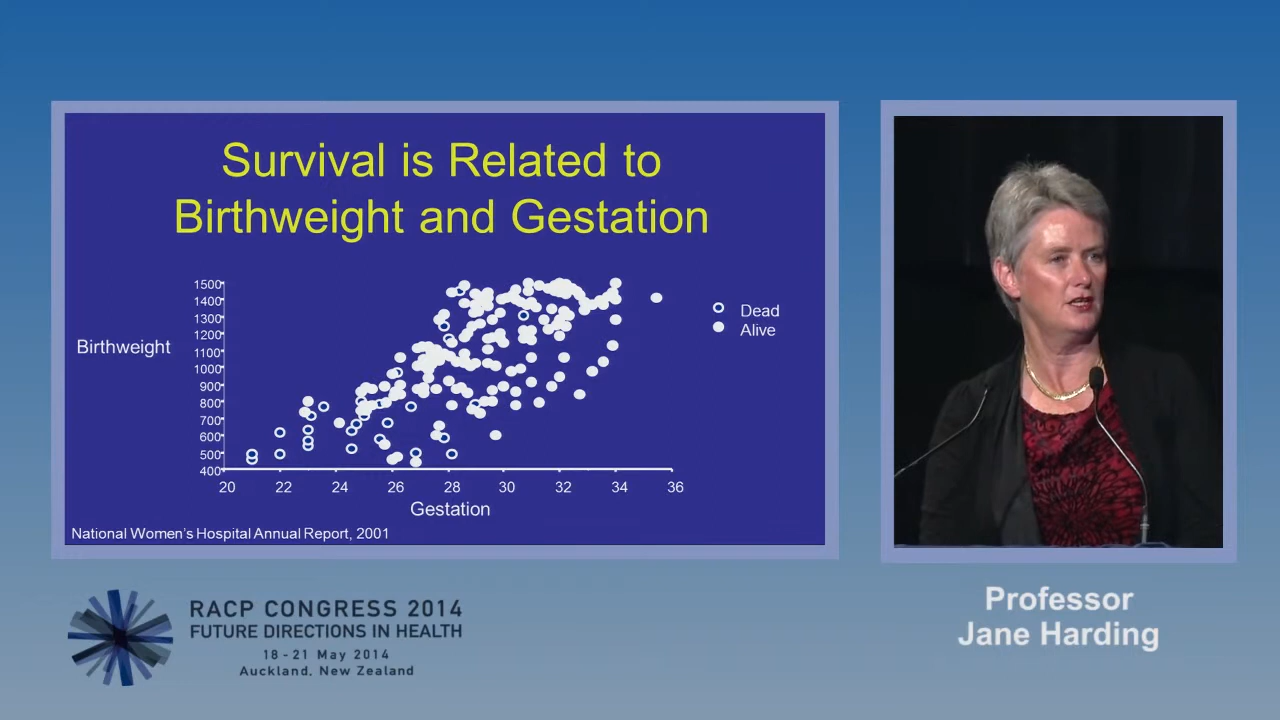 Survival is Related to
Birthweight and Gestation
1500
1400
1300
1200
1100
1000
900
800
700
600
500
400
Birthweight
Dead
Alive
20 22 24 26 28 30 32 34 36
Gestation
National Women's Hospital Annual Report, 2001
RACP CONGRESS 2014
FUTURE DIRECTIONS IN HEALTH
18 - 21 May 2014
Auckland, New Zealand
Professor
Jane Harding